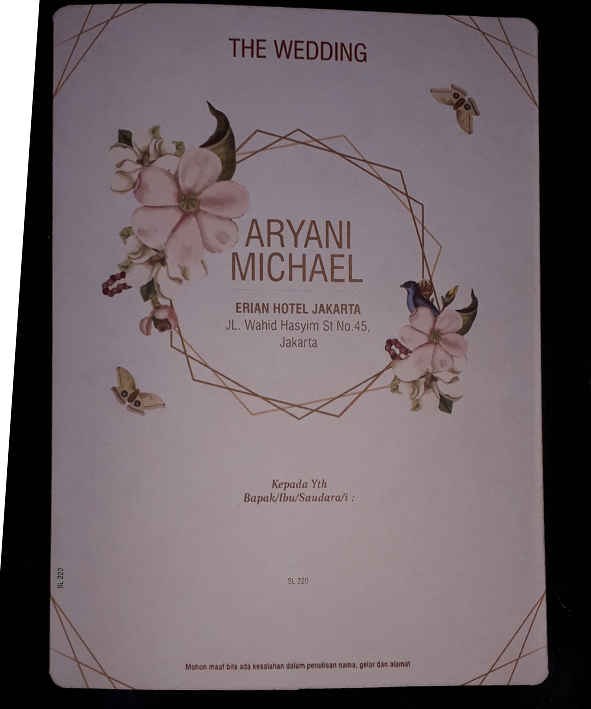 THE WEDDING
ARYANI
MICHAEL
ERIAN HOTEL JAKARTA
JL. Wahid Hasyim St No.45,
Jakarta
Kepada Yth
Bapak/Ibu/Saudara/i :
SL 220
SL 220
Mohon maaf bila ada kesalahan dalam penulisan nama, gelar dan alamat